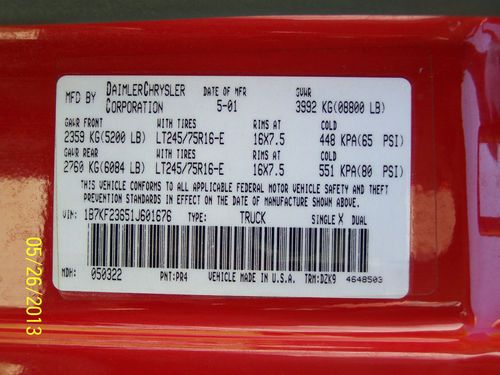 MFD BY DAIMLERCHRYSLER CORPORATION DATE OF MFR 5-01 GVWR 3992 KG(08800 LB)
GAWR FRONT WITH TIRES RIMS AT COLD
2359 KG(5200 LB) LT245/75R16-E 16X7.5 448 KPA(65 PSI)
GAWR REAR WITH TIRES RIMS AT COLD
2760 KG(6084 LB) LT245/75R16-E 16X7.5 551 KPA(80 PSI)
THIS VEHICLE CONFORMS TO ALL APPLICABLE FEDERAL MOTOR VEHICLE SAFETY AND THEFT
PREVENTION STANDARDS IN EFFECT ON THE DATE OF MANUFACTURE SHOWN ABOVE.
VIN: 1B7KF23651J601676 TYPE: TRUCK SINGLE X DUAL
MDH: 050322 PNT:PR4 VEHICLE MADE IN U.S.A. TRM:DZK9 4648503
05/26/2013